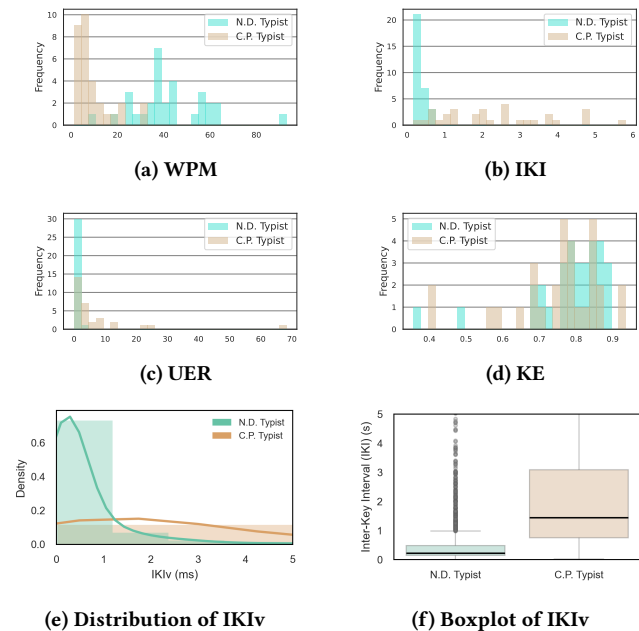 10
8
6
4
2
0
Frequency
N.D. Typist
C.P. Typist
0 20 40 60 80
(a) WPM
20
15
10
5
0
Frequency
N.D. Typist
C.P. Typist
0 1 2 3 4 5 6
(b) IKI
30
25
20
15
10
5
0
Frequency
N.D. Typist
C.P. Typist
0 10 20 30 40 50 60 70
(c) UER
5
4
3
2
1
0
Frequency
N.D. Typist
C.P. Typist
0.4 0.5 0.6 0.7 0.8 0.9
(d) KE
0.6
0.4
0.2
0.0
Density
N.D. Typist
C.P. Typist
0 1 2 3 4 5
IKIv (ms)
(e) Distribution of IKIv
5
4
3
2
1
0
Inter-Key Interval (IKI) (s)
N.D. Typist C.P. Typist
(f) Boxplot of IKIv